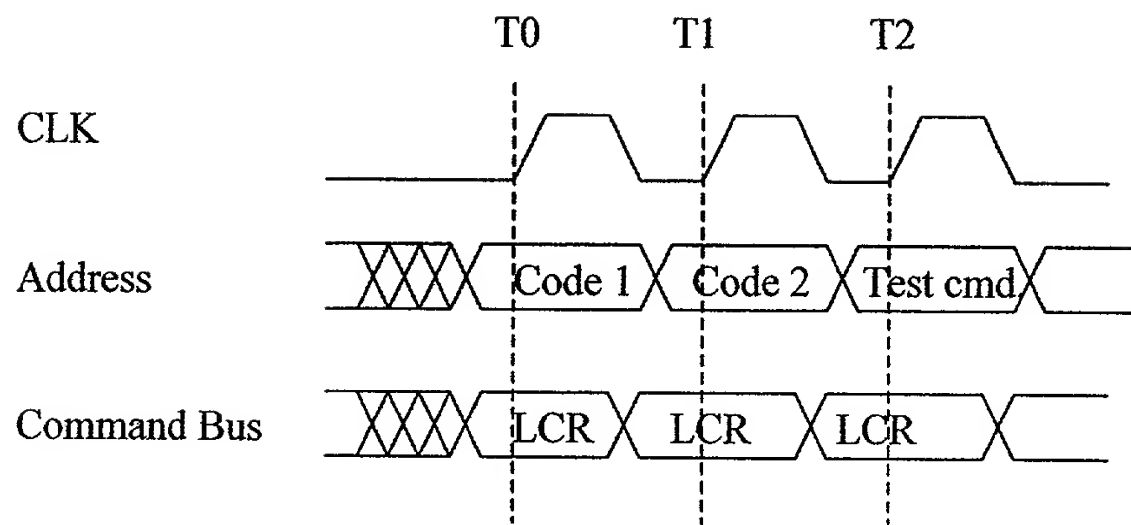 T0 T1 T2
CLK
Address Code 1 Code 2 Test cmd.
Command Bus LCR LCR LCR